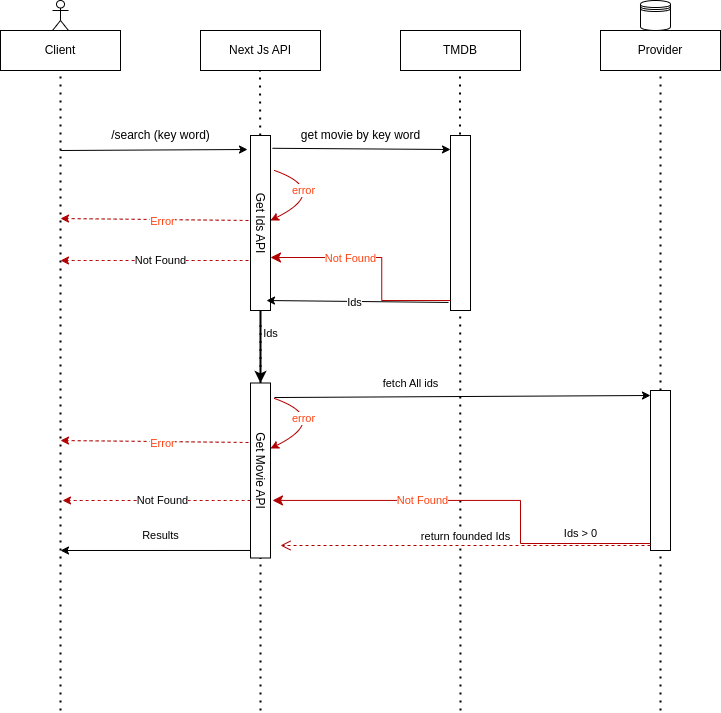 Client
Next Js API
TMDB
Provider
/search (key word)
get movie by key word
error
Get Ids API
Error
Not Found
Not Found
Ids
Ids
fetch All ids
error
Get Movie API
Error
Not Found
Not Found
Results
return founded Ids
Ids > 0